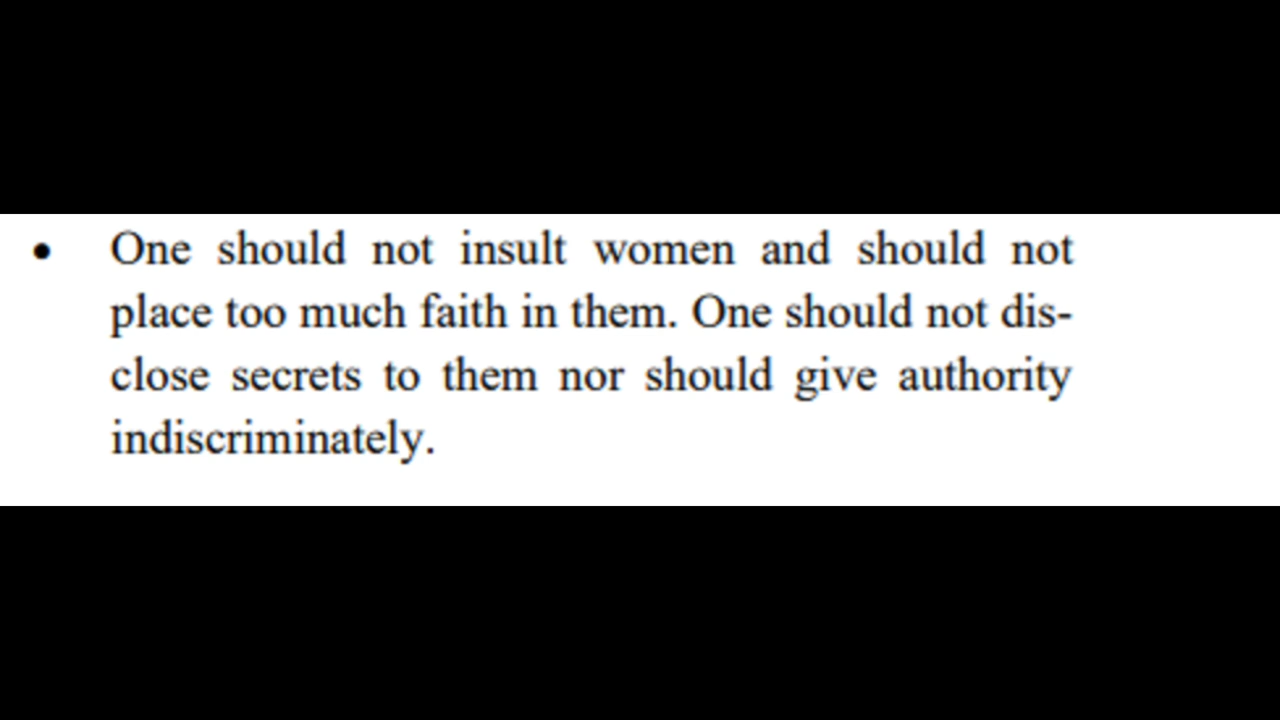 • One should not insult women and should not
place too much faith in them. One should not dis-
close secrets to them nor should give authority
indiscriminately.